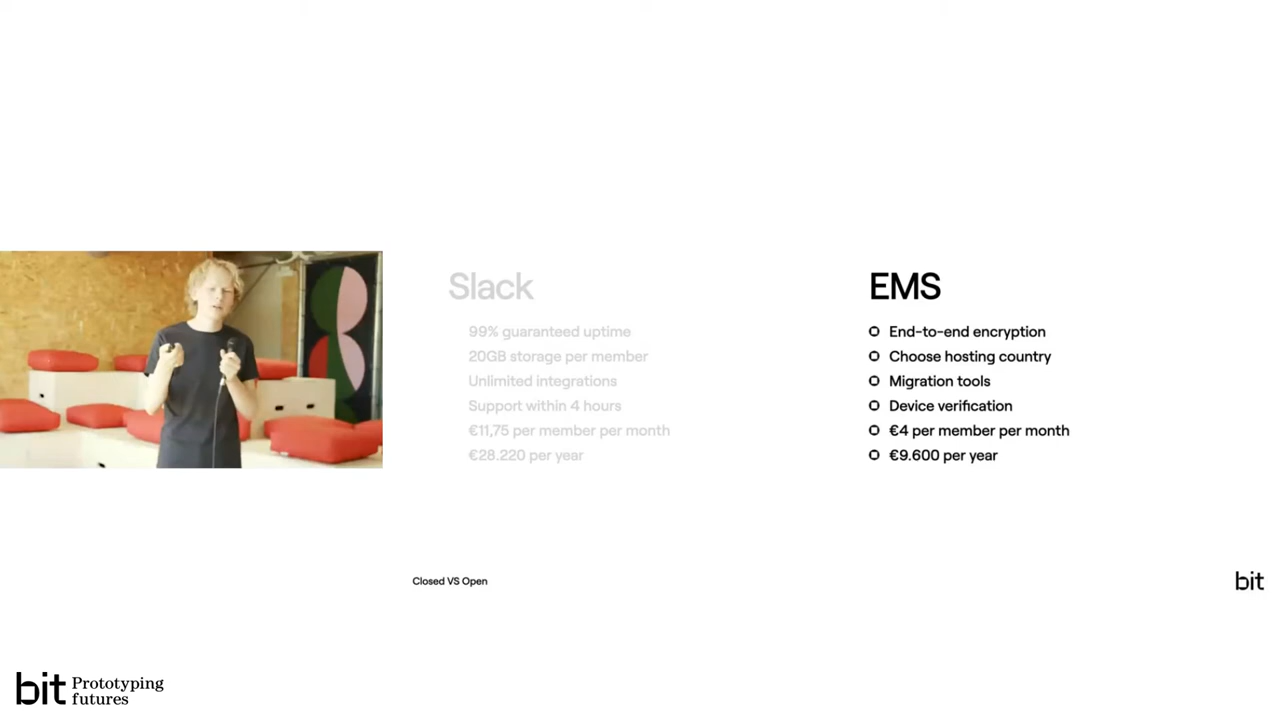 Slack
99% guaranteed uptime
20GB storage per member
Unlimited integrations
Support within 4 hours
€11,75 per member per month
€28.220 per year
EMS
End-to-end encryption
Choose hosting country
Migration tools
Device verification
€4 per member per month
€9.600 per year
Closed VS Open
bit
bit Prototyping
futures